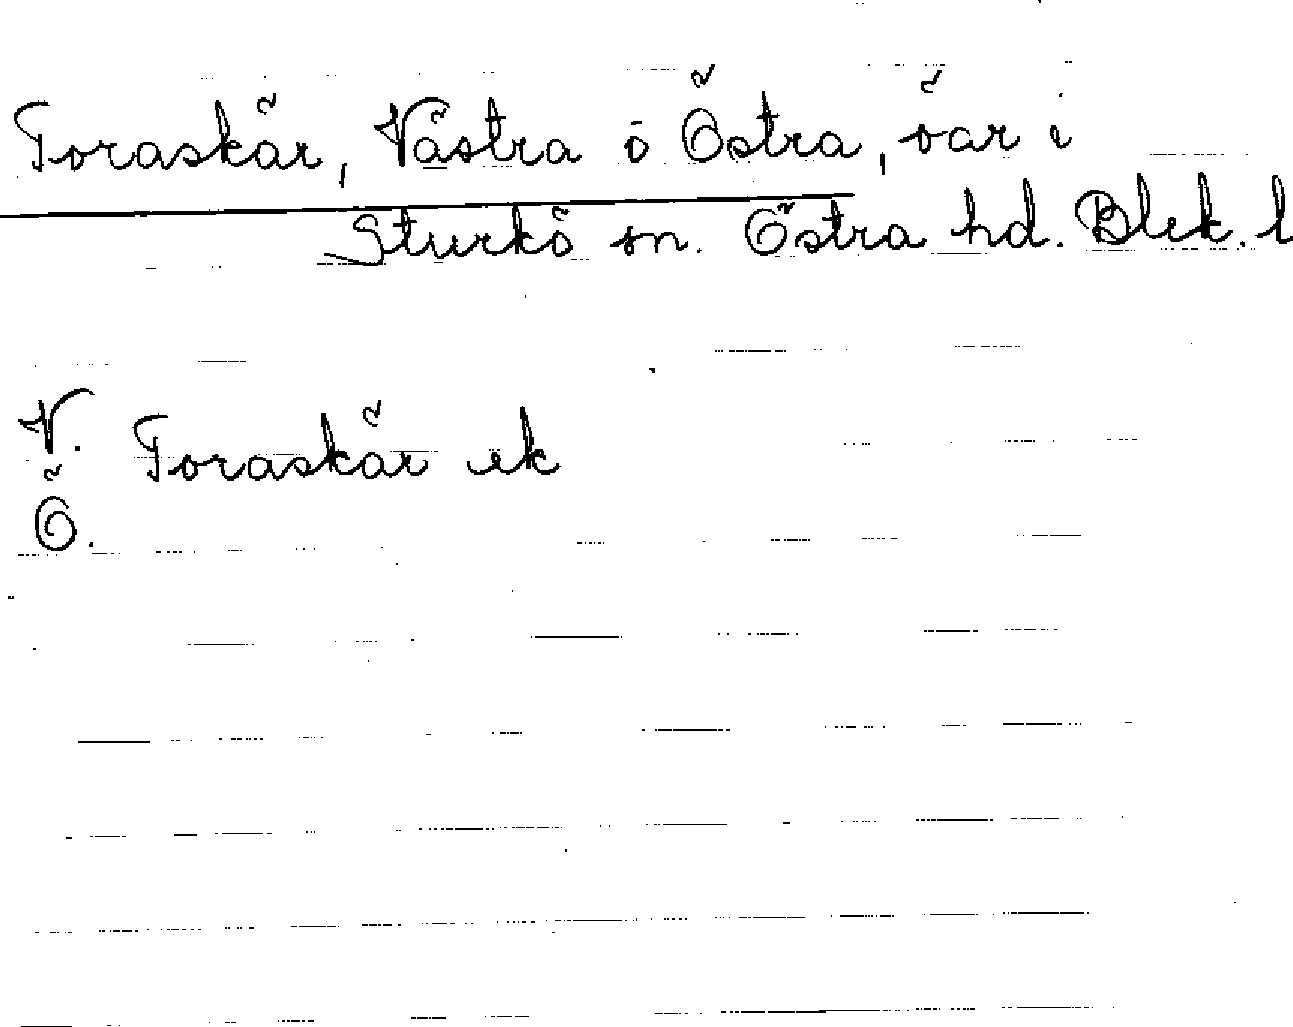 Toraskär, Västra o Östra, öar i
Sturkö sn. Östra hd. Blek. l
V. Toraskär ek
Ö.